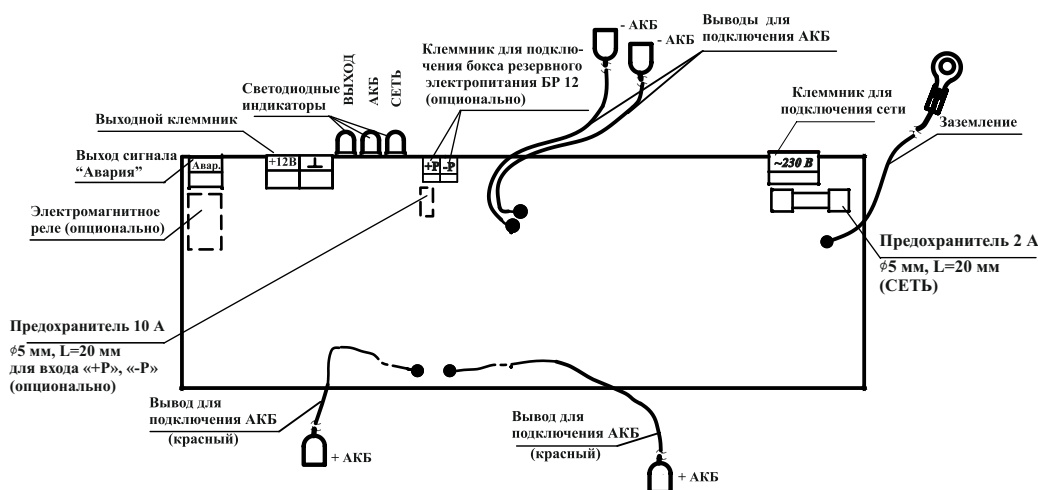 - АКБ
- АКБ
Выводы для
подключения АКБ
Клеммник для подклю-
чения бокса резервного
электропитания БР 12
(опционально)
ВЫХОД
АКБ
СЕТЬ
Светодиодные
индикаторы
Клеммник для
подключения сети
Заземление
Выходной клеммник
Выход сигнала
“Авария”
Авар.
+12В
⊥
+Р
-Р
~230 В
Электромагнитное
реле (опционально)
Предохранитель 2 А
∅5 мм, L=20 мм
(СЕТЬ)
Предохранитель 10 А
∅5 мм, L=20 мм
для входа «+Р», «-Р»
(опционально)
Вывод для
подключения АКБ
(красный)
+ АКБ
Вывод для
подключения АКБ
(красный)
+ АКБ